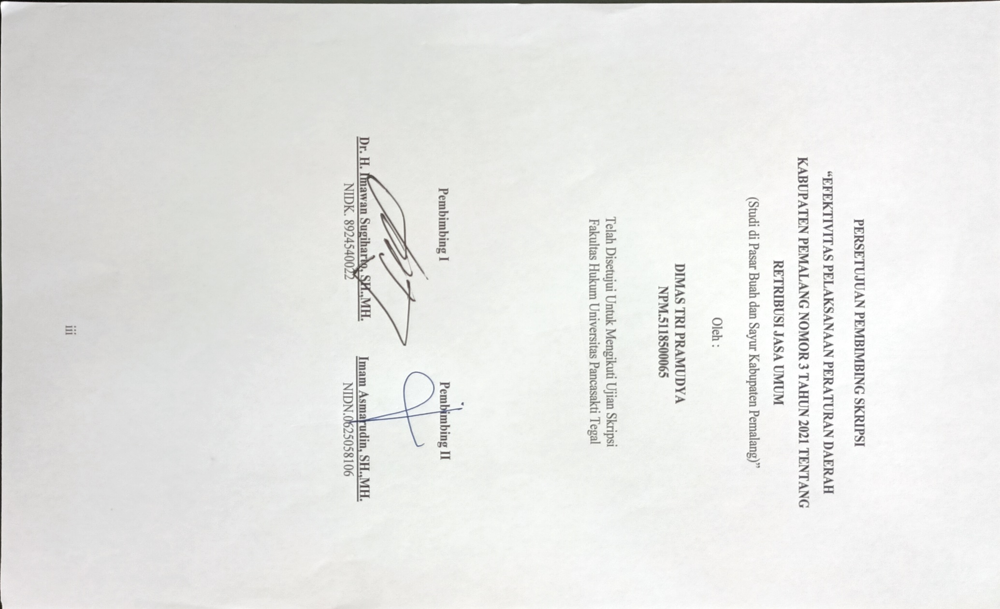 PERSETUJUAN PEMBIMBING SKRIPSI
“EFEKTIVITAS PELAKSANAAN PERATURAN DAERAH
KABUPATEN PEMALANG NOMOR 3 TAHUN 2021 TENTANG
RETRIBUSI JASA UMUM
(Studi di Pasar Buah dan Sayur Kabupaten Pemalang)”
Oleh :
DIMAS TRI PRAMUDYA
NPM.5118500065
Telah Disetujui Untuk Mengikuti Ujian Skripsi
Fakultas Hukum Universitas Pancasakti Tegal
Pembimbing I
Dr. H. Imawan Sugiharto, SH.,MH.
NIDK. 8924540022
Pembimbing II
Imam Asmarudin, SH.,MH.
NIDN.0625058106
iii